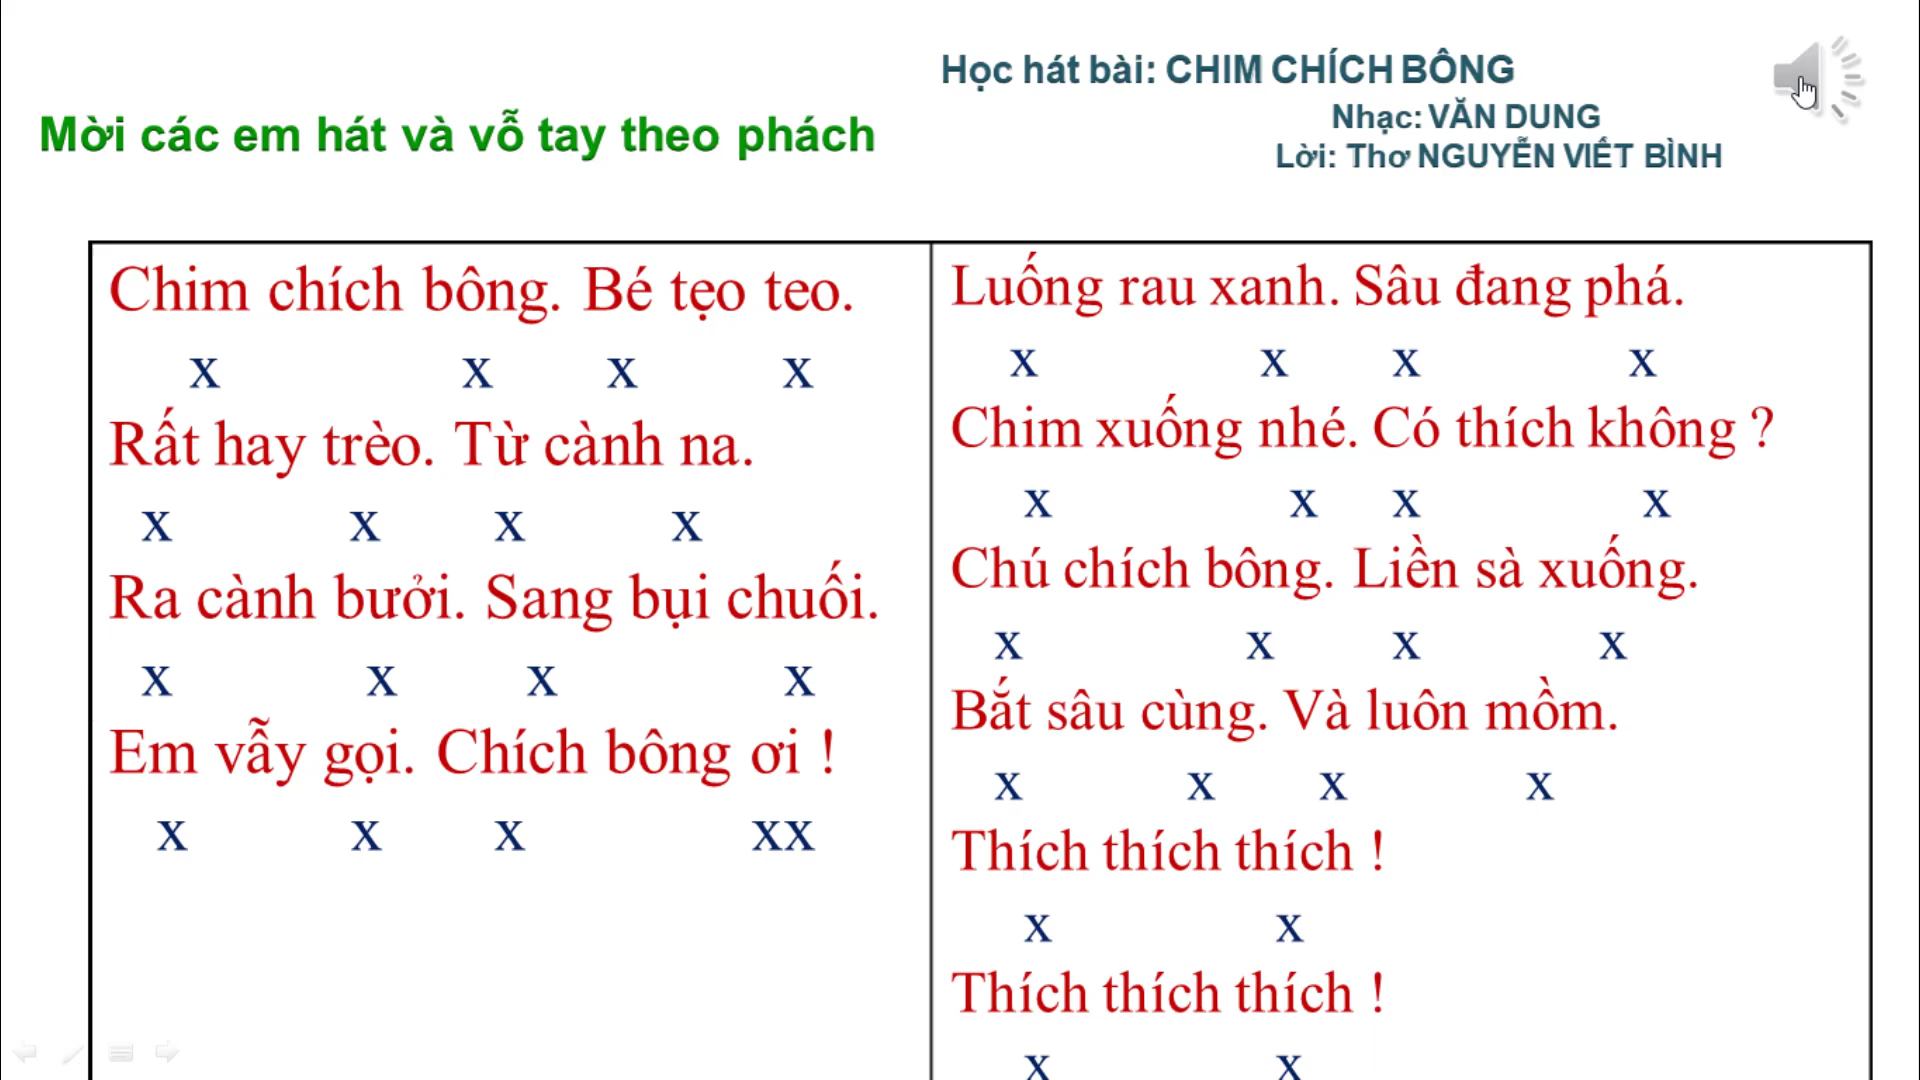 Học hát bài: CHIM CHÍCH BÔNG
Nhạc: VĂN DUNG
Lời: Thơ NGUYỄN VIẾT BÌNH
Mời các em hát và vỗ tay theo phách
Chim chích bông. Bé tẹo teo.
x x x x
Rất hay trèo. Từ cành na.
x x x x
Ra cành bưởi. Sang bụi chuối.
x x x x
Em vẫy gọi. Chích bông ơi !
x x x xx
Luống rau xanh. Sâu đang phá.
x x x x
Chim xuống nhé. Có thích không ?
x x x x
Chú chích bông. Liền sà xuống.
x x x x
Bắt sâu cùng. Và luôn mồm.
x x x x
Thích thích thích !
x x
Thích thích thích !
x x